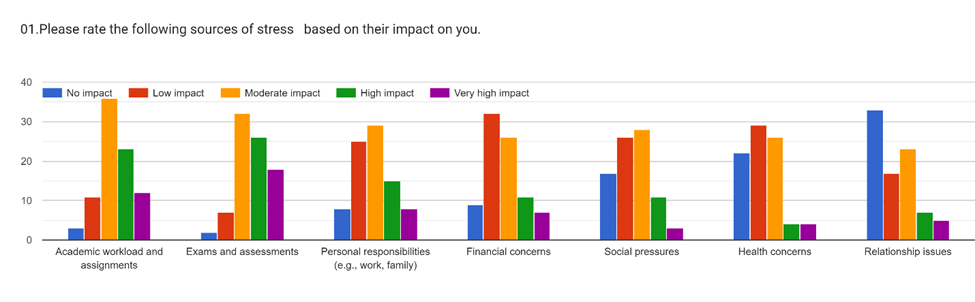 01.Please rate the following sources of stress   based on their impact on you.
40
No impact
Low impact
Moderate impact
High impact
Very high impact
30
20
10
0
Academic workload and
assignments
Exams and assessments
Personal responsibilities
(e.g., work, family)
Financial concerns
Social pressures
Health concerns
Relationship issues